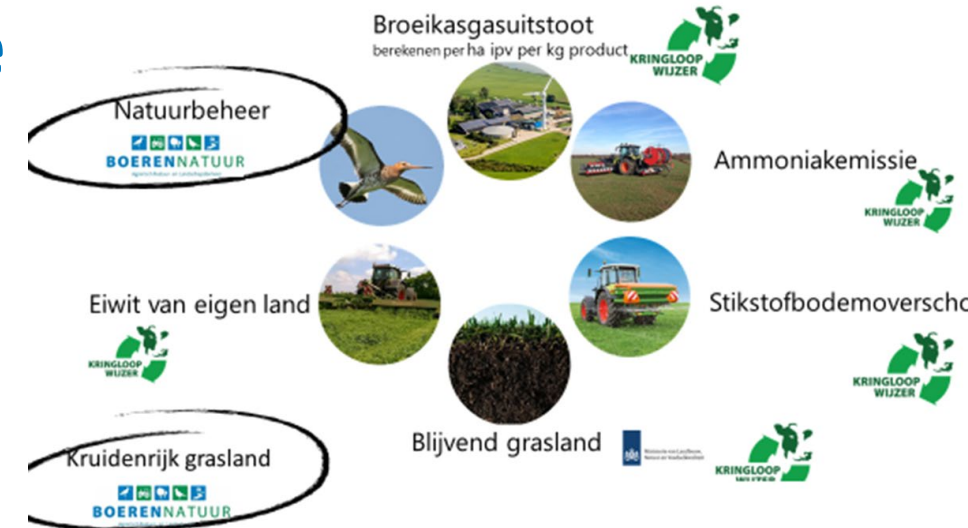 e
Broeikasgasuitstoot
berekenen per ha ipv per kg product
KRINGLOOP
WIJZER
Natuurbeheer
BOERENNATUUR
Ammoniakemissie
KRINGLOOP
WIJZER
Eiwit van eigen land
KRINGLOOP
WIJZER
Stikstofbodemoverscho
KRINGLOOP
WIJZER
Blijvend grasland
KRINGLOOP
WIJZER
Kruidenrijk grasland
BOERENNATUUR